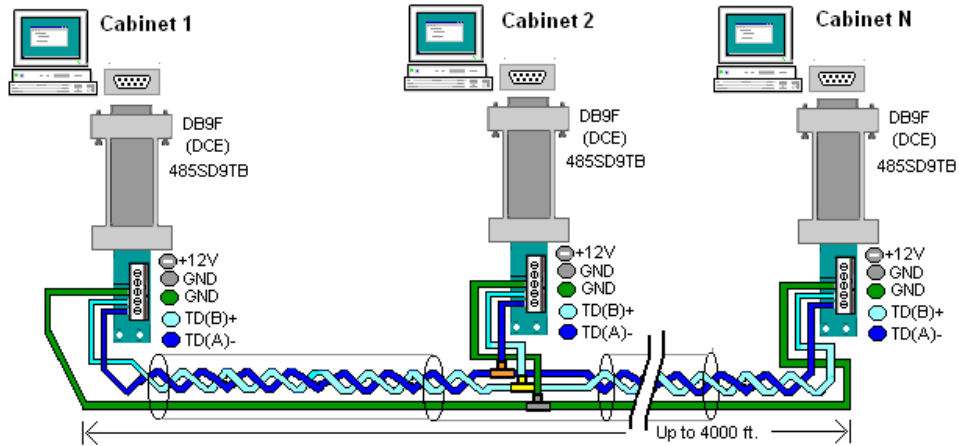 Cabinet 1
DB9F
(DCE)
485SD9TB
+12V
GND
GND
TD(B)+
TD(A)-
Cabinet 2
DB9F
(DCE)
485SD9TB
+12V
GND
GND
TD(B)+
TD(A)-
Cabinet N
DB9F
(DCE)
485SD9TB
+12V
GND
GND
TD(B)+
TD(A)-
Up to 4000 ft.